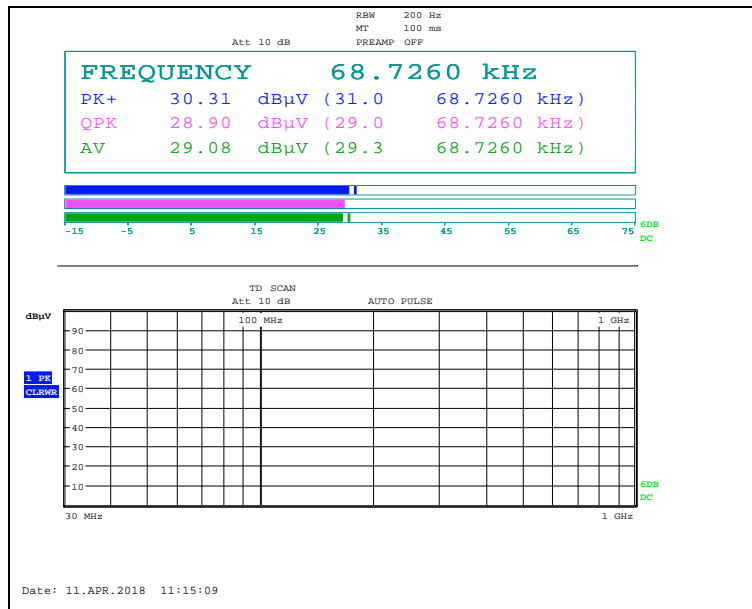 RBW 200 Hz
MT 100 ms
Att 10 dB PREAMP OFF
FREQUENCY 68.7260 kHz
PK+ 30.31 dBµV (31.0 68.7260 kHz)
QPK 28.90 dBµV (29.0 68.7260 kHz)
AV 29.08 dBµV (29.3 68.7260 kHz)
-15 -5 5 15 25 35 45 55 65 75
6DB
DC
TD SCAN
Att 10 dB AUTO PULSE
dBµV
100 MHz 1 GHz
90
80
70
1 PK
60
CLRWR
50
40
30
20
10
6DB
DC
30 MHz 1 GHz
Date: 11.APR.2018 11:15:09